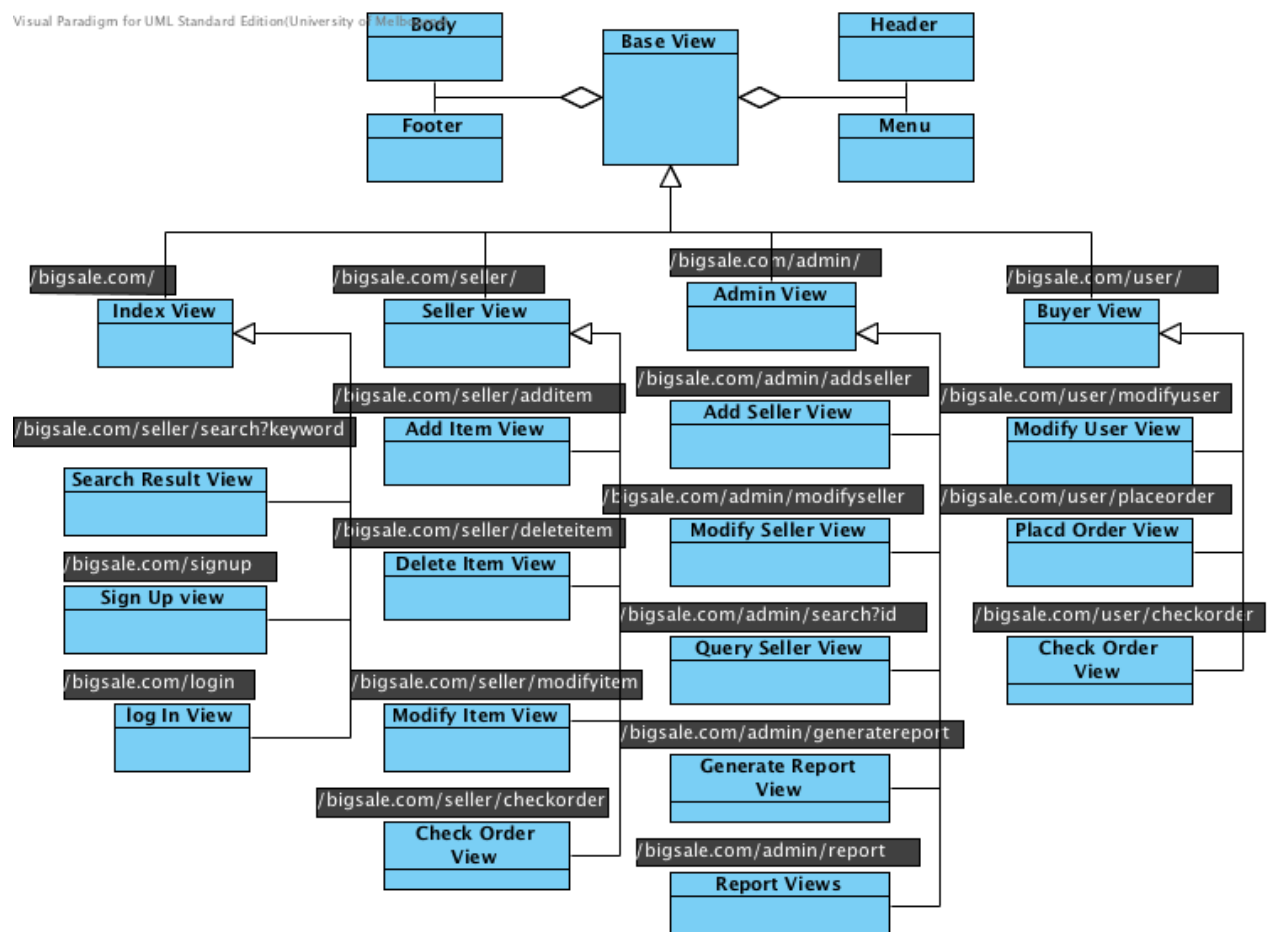 Visual Paradigm for UML Standard Edition(University of Melbourne)
Body
Base View
Header
Footer
Menu
/bigsale.com/
/bigsale.com/seller/
/bigsale.com/admin/
/bigsale.com/user/
Index View
Seller View
Admin View
Buyer View
/bigsale.com/seller/search?keyword
Search Result View
/bigsale.com/signup
Sign Up view
/bigsale.com/login
log In View
/bigsale.com/seller/additem
Add Item View
/bigsale.com/seller/deleteitem
Delete Item View
/bigsale.com/seller/modifyitem
Modify Item View
/bigsale.com/seller/checkorder
Check Order
View
/bigsale.com/admin/addseller
Add Seller View
/bigsale.com/admin/modifyseller
Modify Seller View
/bigsale.com/admin/search?id
Query Seller View
/bigsale.com/admin/generatereport
Generate Report
View
/bigsale.com/admin/report
Report Views
/bigsale.com/user/modifyuser
Modify User View
/bigsale.com/user/placeorder
Placd Order View
/bigsale.com/user/checkorder
Check Order
View